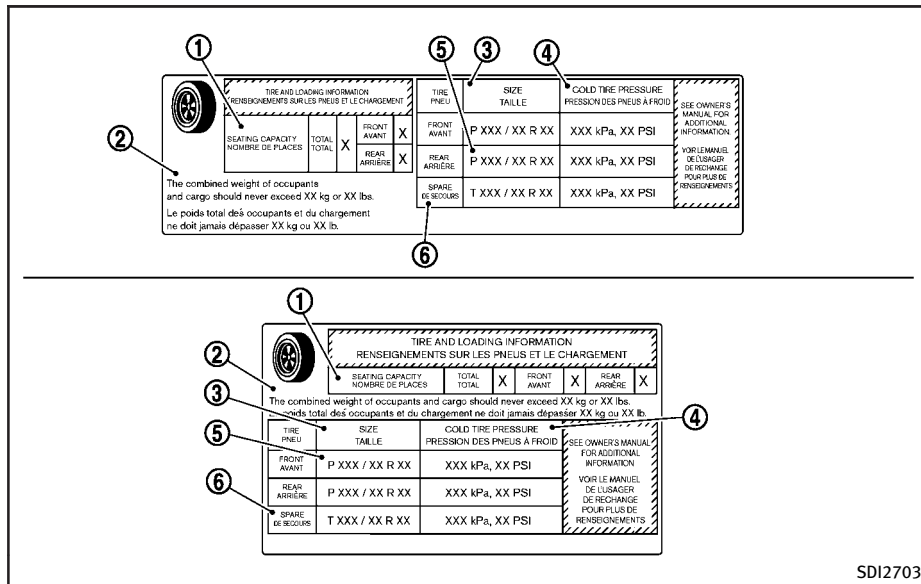 ① ⑤ ③ ④
②
TIRE AND LOADING INFORMATION
RENSEIGNEMENTS SUR LES PNEUS ET LE CHARGEMENT
SEATING CAPACITY
NOMBRE DE PLACES
TOTAL
TOTAL
X
FRONT
AVANT
X
REAR
ARRIÈRE
X
The combined weight of occupants
and cargo should never exceed XX kg or XX lbs.
Le poids total des occupants et du chargement
ne doit jamais dépasser XX kg ou XX lb.
TIRE
PNEU
SIZE
TAILLE
COLD TIRE PRESSURE
PRESSION DES PNEUS À FROID
FRONT
AVANT
P XXX / XX R XX
XXX kPa, XX PSI
REAR
ARRIÈRE
P XXX / XX R XX
XXX kPa, XX PSI
SPARE
DE SECOURS
T XXX / XX R XX
XXX kPa, XX PSI
SEE OWNER'S
MANUAL FOR
ADDITIONAL
INFORMATION.
VOIR LE MANUEL
DE L'USAGER
DE RECHANGE
POUR PLUS DE
RENSEIGNEMENTS
⑥
①
②
③
④
⑤
⑥
TIRE AND LOADING INFORMATION
RENSEIGNEMENTS SUR LES PNEUS ET LE CHARGEMENT
SEATING CAPACITY
NOMBRE DE PLACES
TOTAL
TOTAL
X
FRONT
AVANT
X
REAR
ARRIÈRE
X
The combined weight of occupants and cargo should never exceed XX kg or XX lbs.
poids total des occupants et du chargement ne doit jamais dépasser XX kg ou XX lb.
TIRE
PNEU
SIZE
TAILLE
COLD TIRE PRESSURE
PRESSION DES PNEUS À FROID
FRONT
AVANT
P XXX / XX R XX
XXX kPa, XX PSI
REAR
ARRIÈRE
P XXX / XX R XX
XXX kPa, XX PSI
SPARE
DE SECOURS
T XXX / XX R XX
XXX kPa, XX PSI
SEE OWNER'S MANUAL
FOR ADDITIONAL
INFORMATION
VOIR LE MANUEL
DE L'USAGER
DE RECHANGE
POUR PLUS DE
RENSEIGNEMENTS
SDI2703